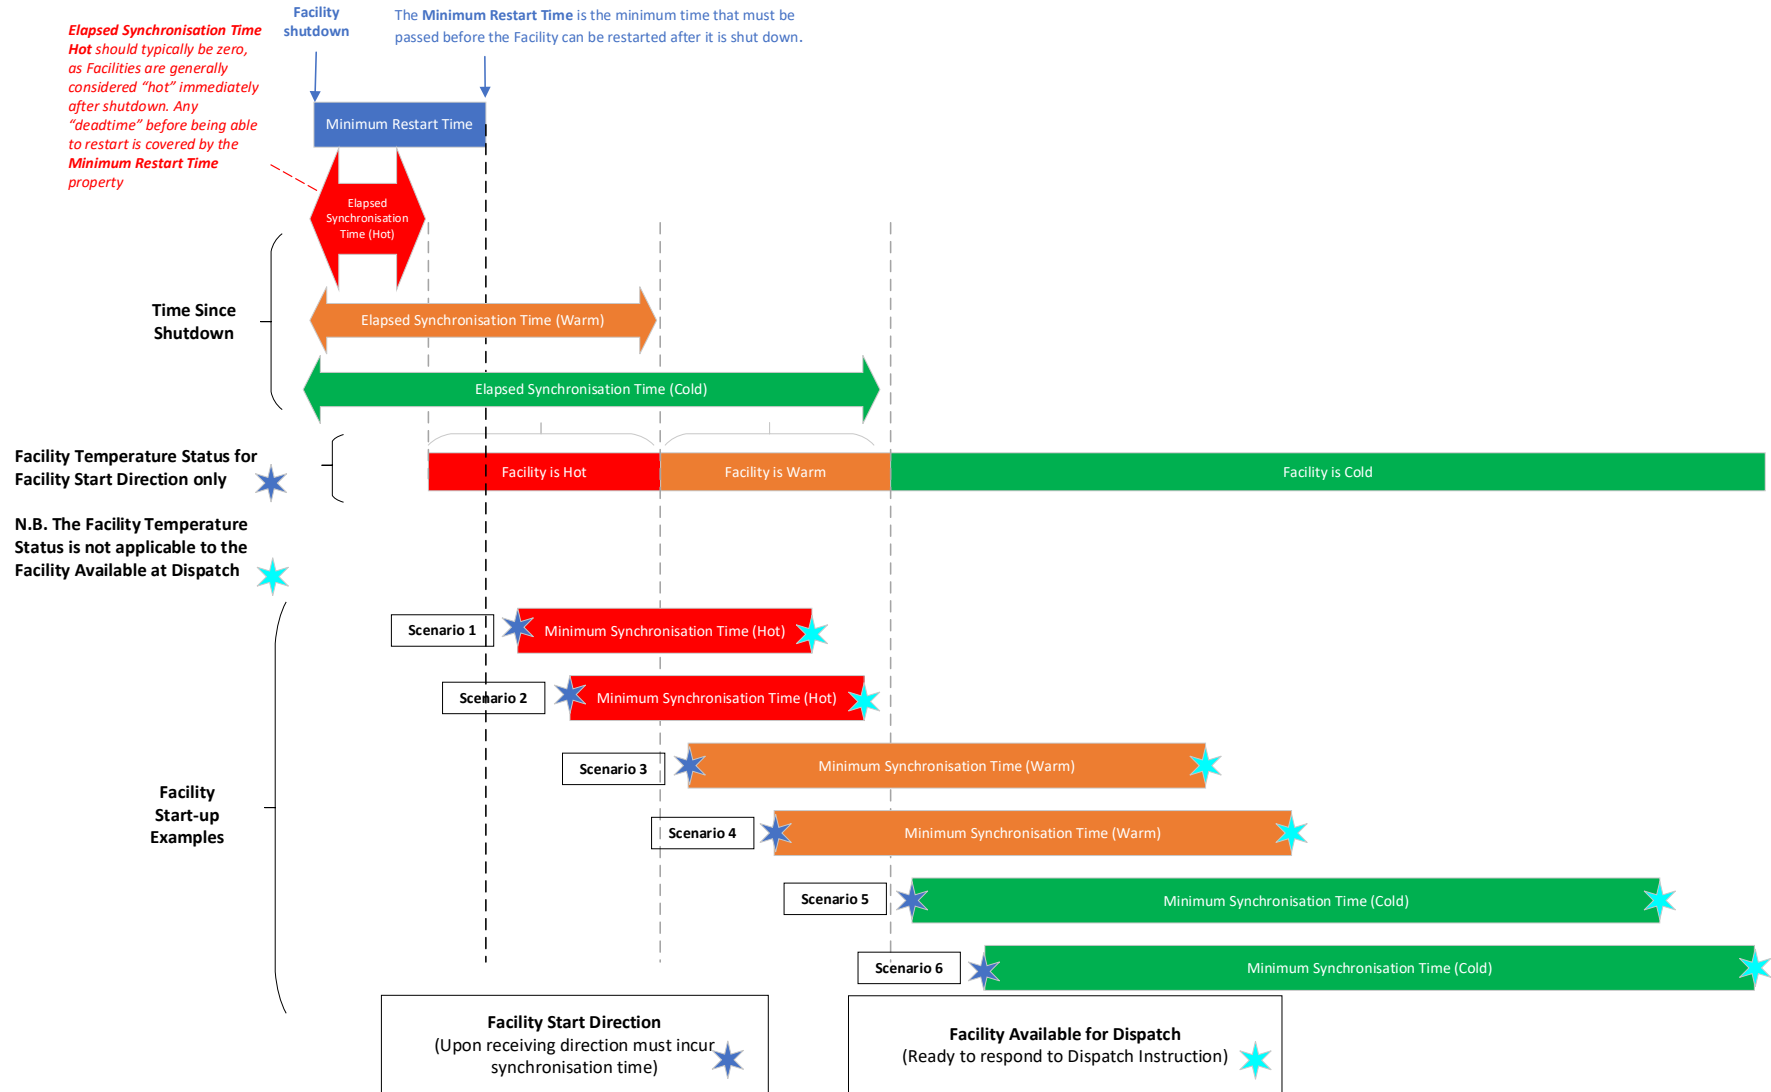 Elapsed Synchronisation Time
Hot should typically be zero,
as Facilities are generally
considered “hot” immediately
after shutdown. Any
“deadtime” before being able
to restart is covered by the
Minimum Restart Time
property
Facility
shutdown
The Minimum Restart Time is the minimum time that must be
passed before the Facility can be restarted after it is shut down.
Minimum Restart Time
Elapsed
Synchronisation
Time (Hot)
Time Since
Shutdown
Elapsed Synchronisation Time (Warm)
Elapsed Synchronisation Time (Cold)
Facility Temperature Status for
Facility Start Direction only
Facility is Hot
Facility is Warm
Facility is Cold
N.B. The Facility Temperature
Status is not applicable to the
Facility Available at Dispatch
Scenario 1
Minimum Synchronisation Time (Hot)
Scenario 2
Minimum Synchronisation Time (Hot)
Scenario 3
Minimum Synchronisation Time (Warm)
Facility
Start-up
Examples
Scenario 4
Minimum Synchronisation Time (Warm)
Scenario 5
Minimum Synchronisation Time (Cold)
Scenario 6
Minimum Synchronisation Time (Cold)
Facility Start Direction
(Upon receiving direction must incur
synchronisation time)
Facility Available for Dispatch
(Ready to respond to Dispatch Instruction)